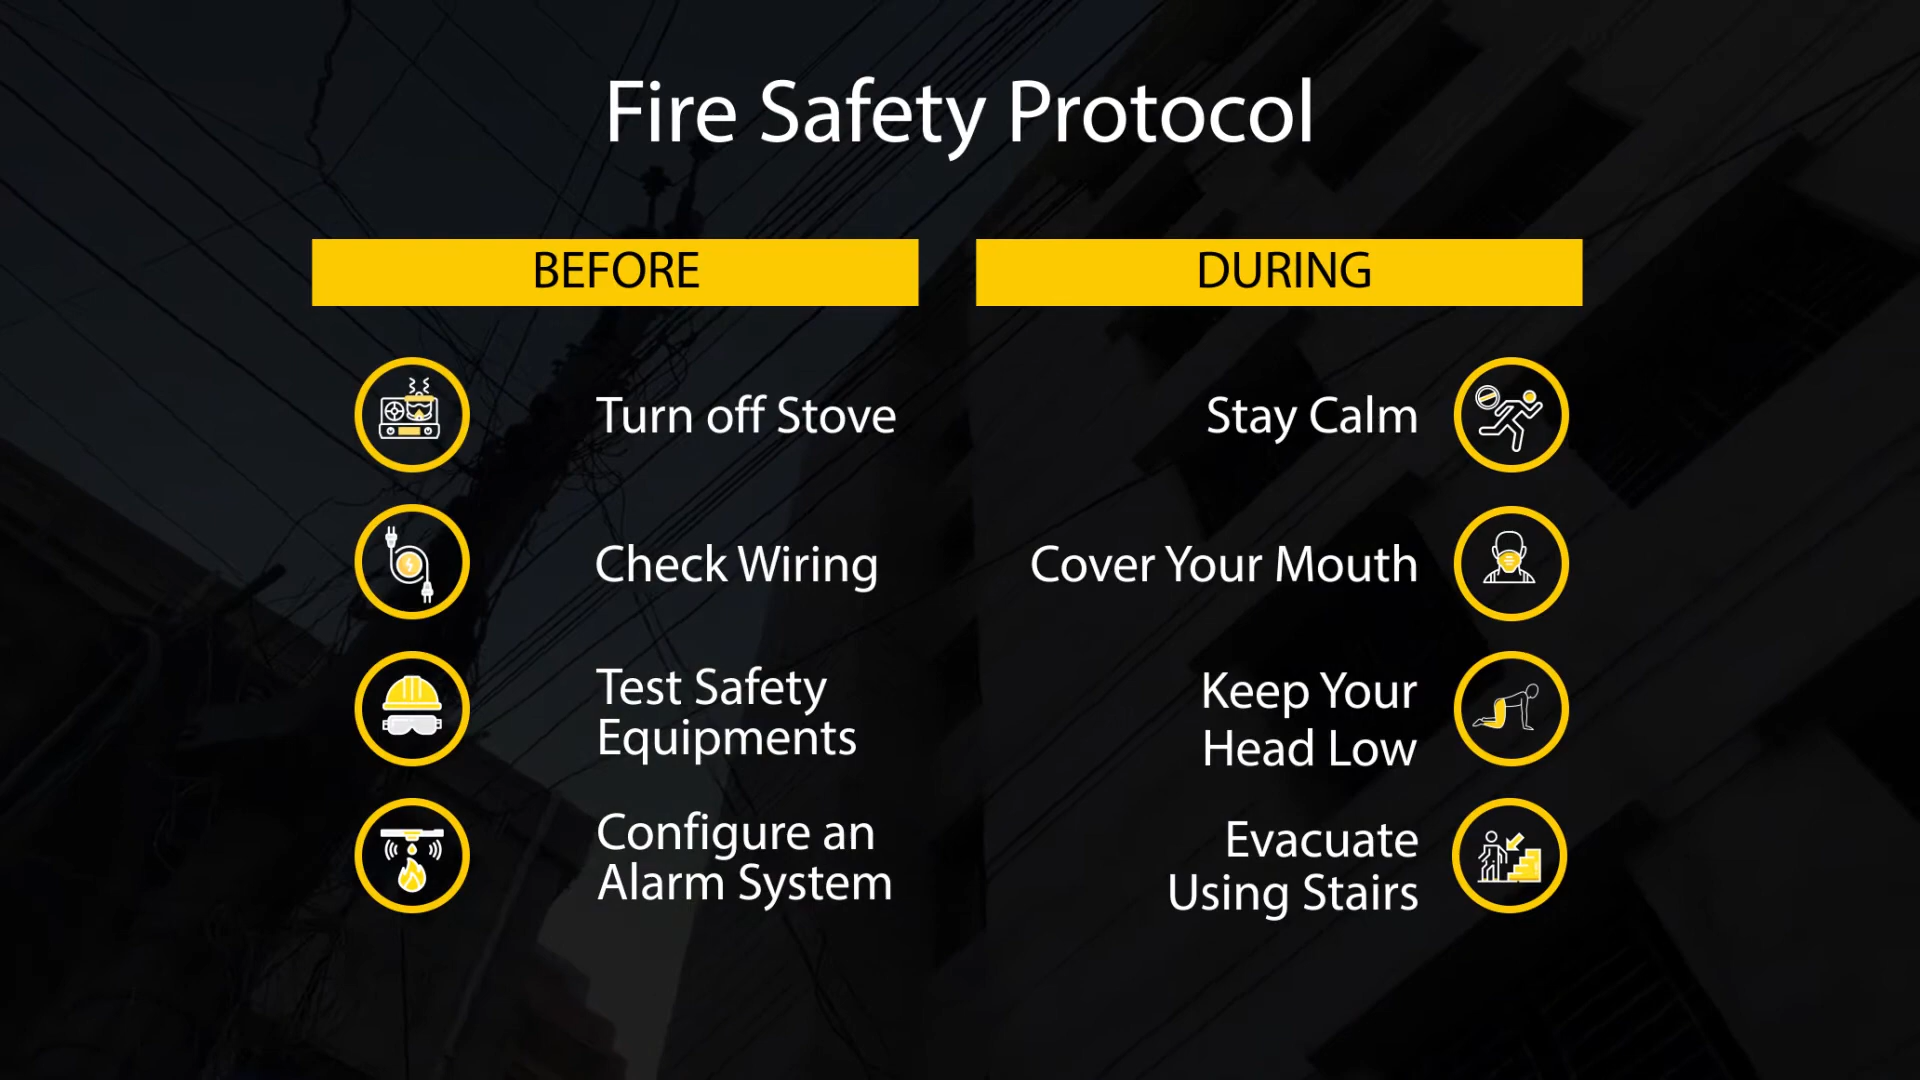 Fire Safety Protocol
BEFORE
Turn off Stove
Check Wiring
Test Safety
Equipments
Configure an
Alarm System
DURING
Stay Calm
Cover Your Mouth
Keep Your
Head Low
Evacuate
Using Stairs